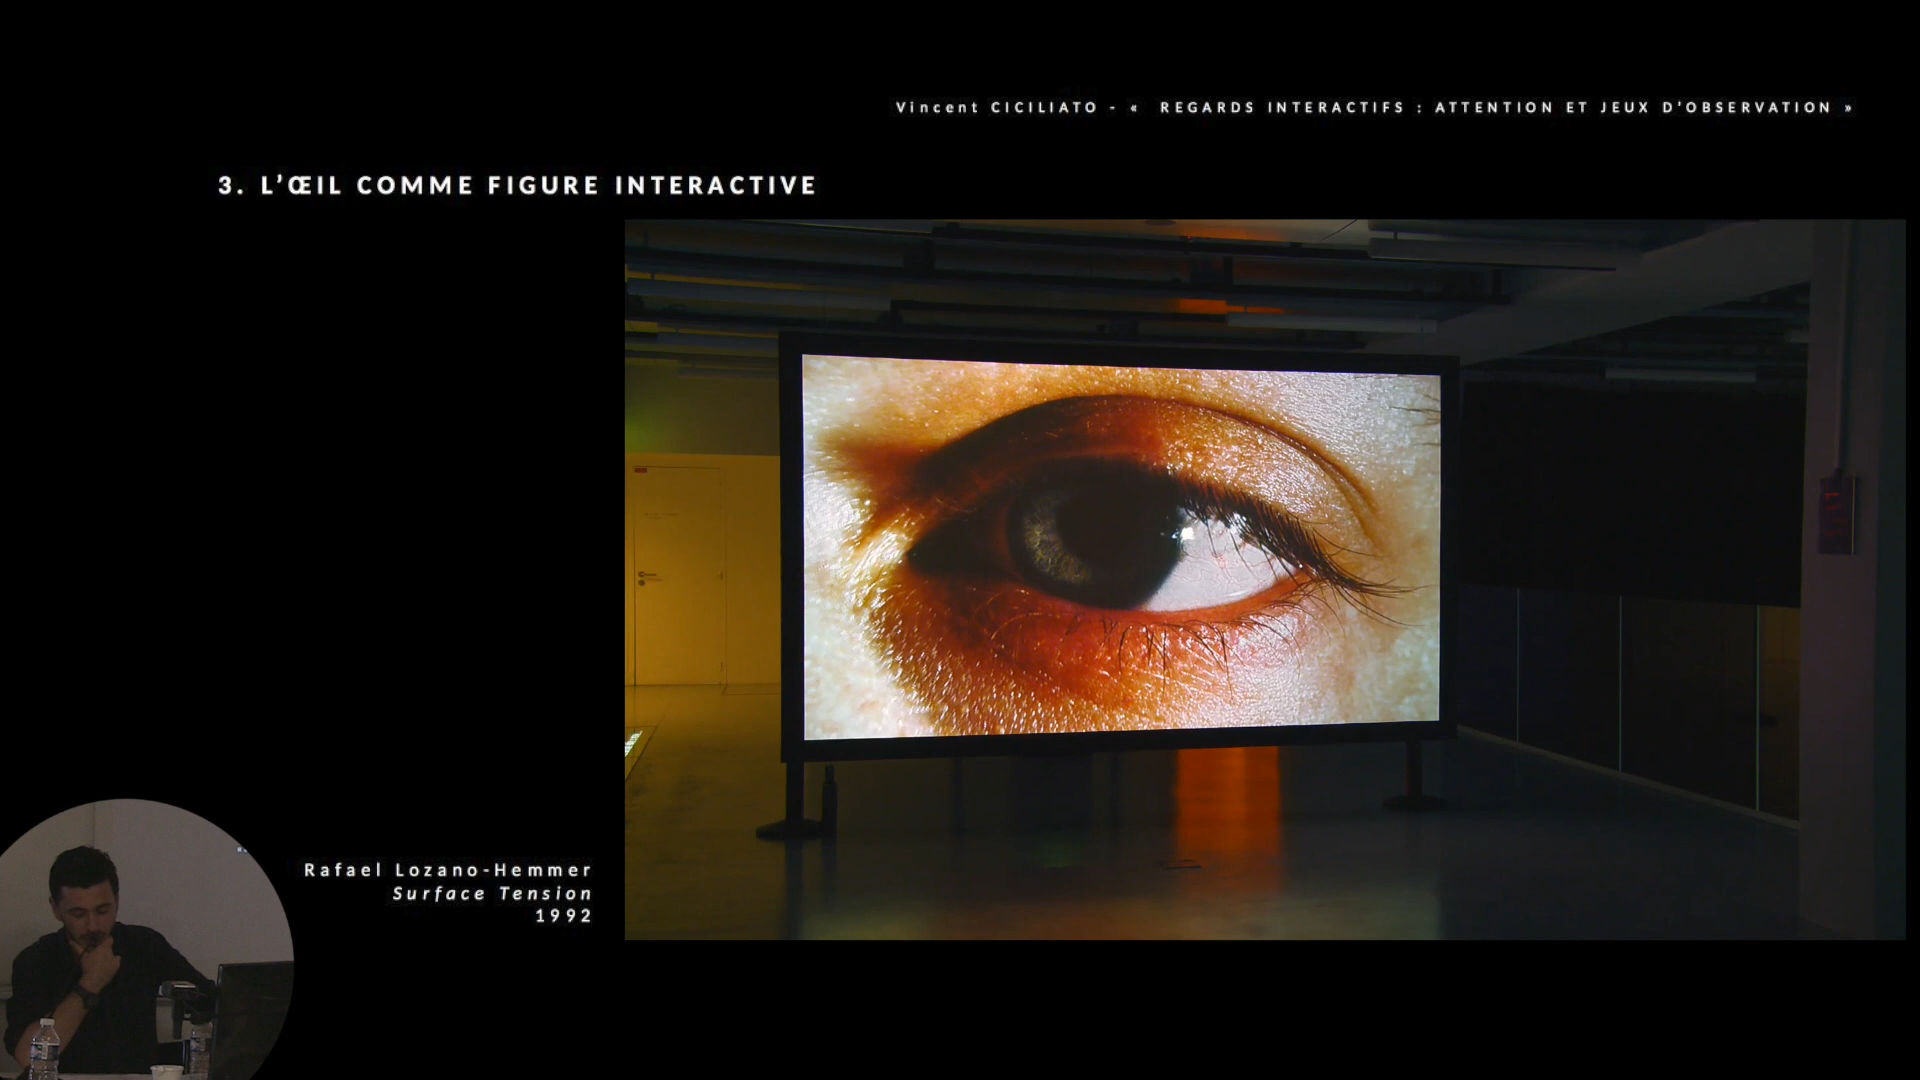 Vincent CICILIATO - « REGARDS INTERACTIFS : ATTENTION ET JEUX D'OBSERVATION »
3. L'ŒIL COMME FIGURE INTERACTIVE
Rafael Lozano-Hemmer
Surface Tension
1992